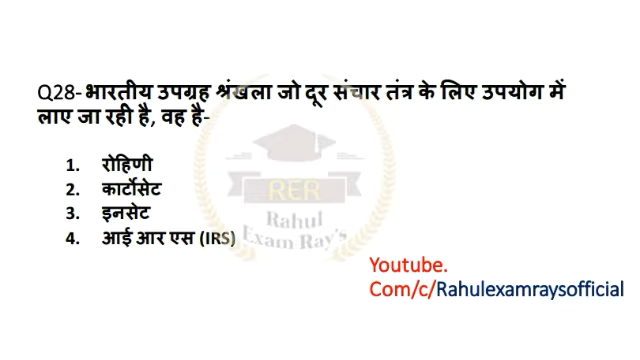 Q28- भारतीय उपग्रह श्रंखला जो दूर संचार तंत्र के लिए उपयोग में
लाए जा रही है, वह है-
1. रोहिणी
2. कार्टोसेट
3. इनसेट
4. आई आर एस (IRS)
RER
Rahul
Exam Ray's
Youtube.
Com/c/Rahulexamraysofficial